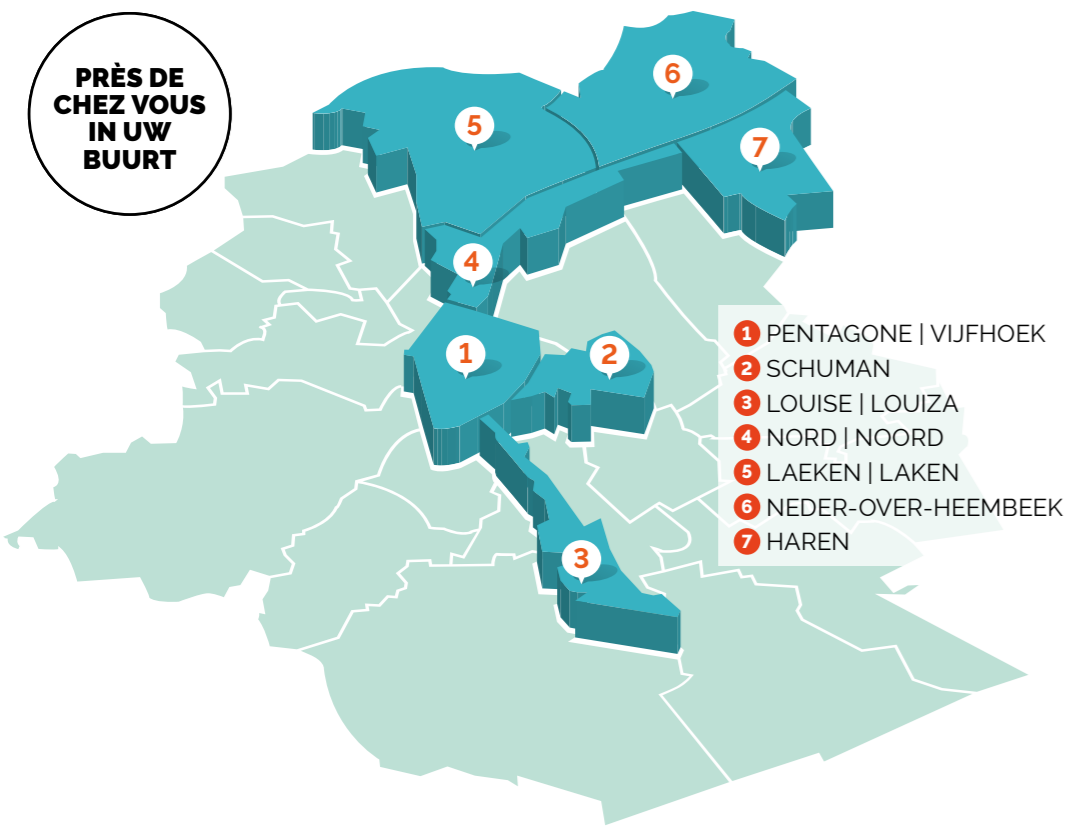 PRÈS DE
CHEZ VOUS
IN UW
BUURT
6
5
7
4
1
2
3
1 PENTAGONE | VIJFHOEK
2 SCHUMAN
3 LOUISE | LOUIZA
4 NORD | NOORD
5 LAEKEN | LAKEN
6 NEDER-OVER-HEEMBEEK
7 HAREN